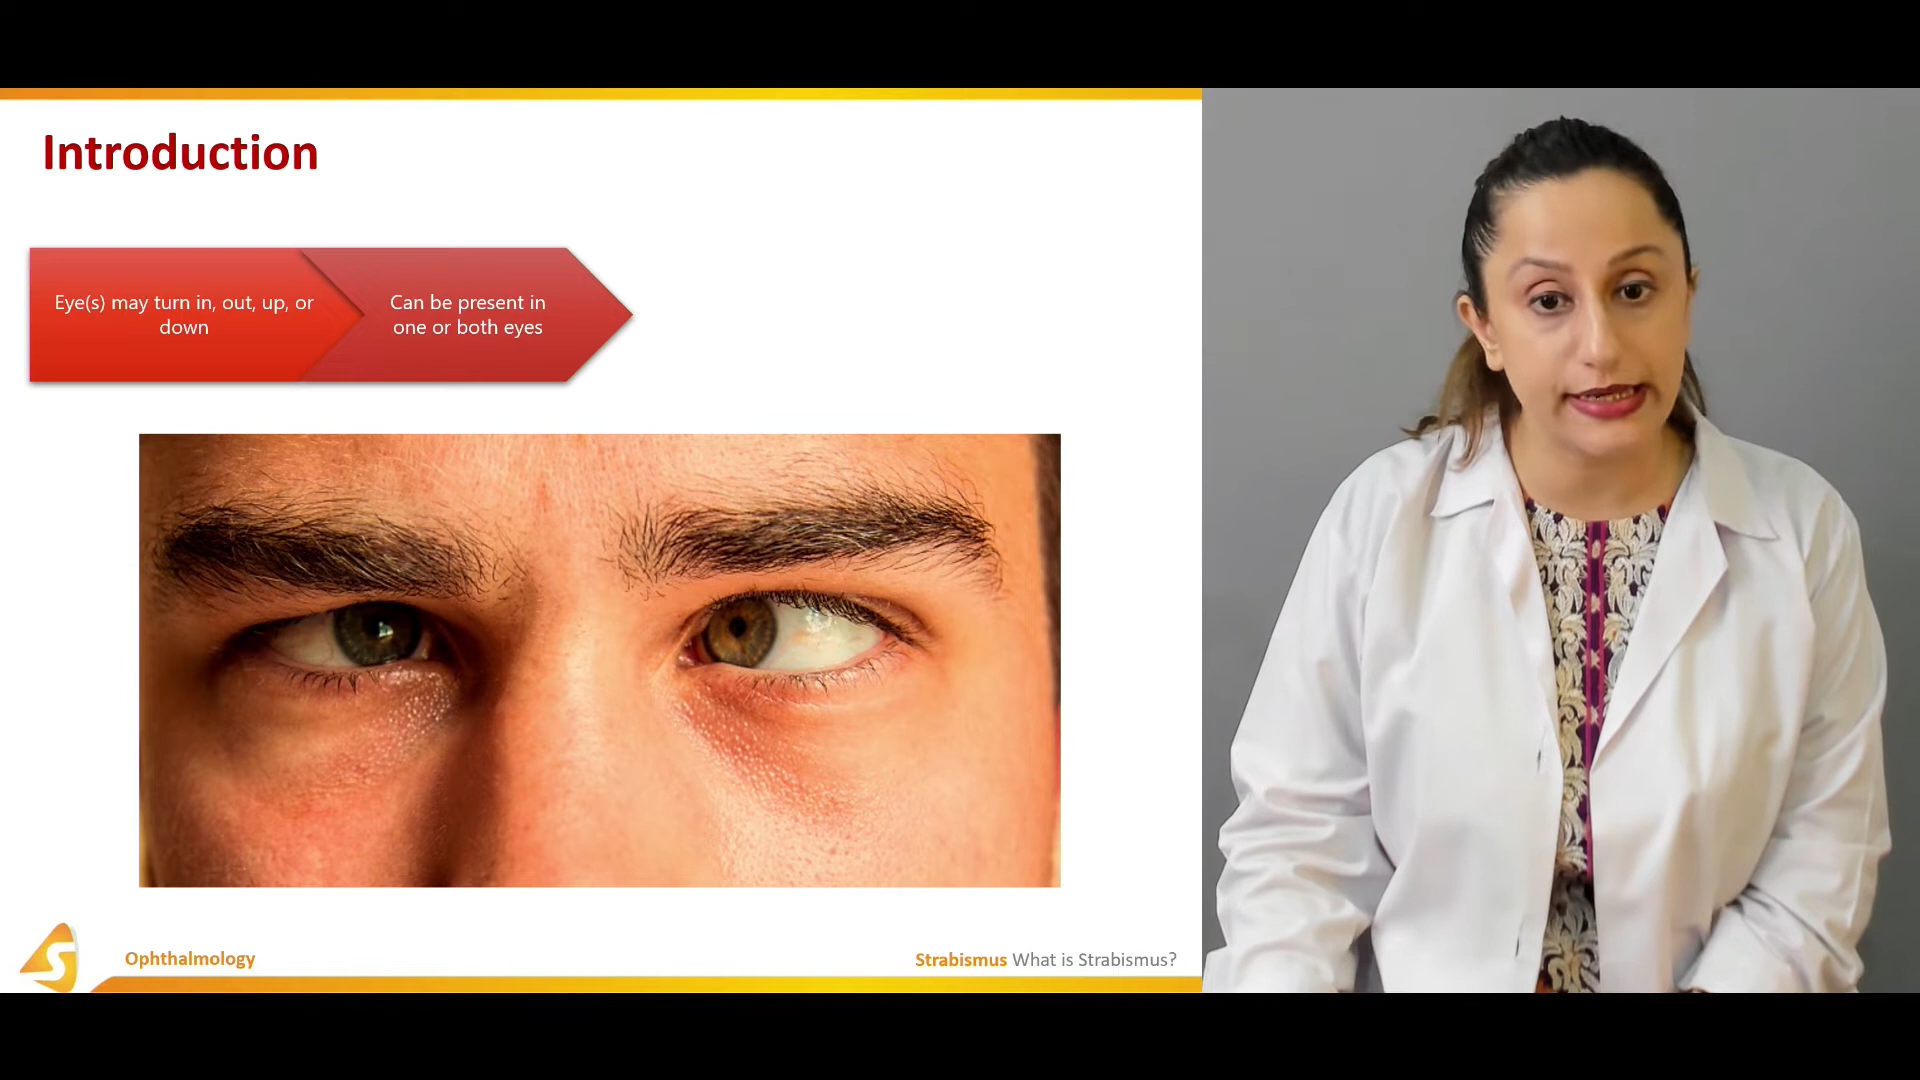 Introduction
Eye(s) may turn in, out, up, or
down
Can be present in
one or both eyes
S
Ophthalmology
Strabismus What is Strabismus?